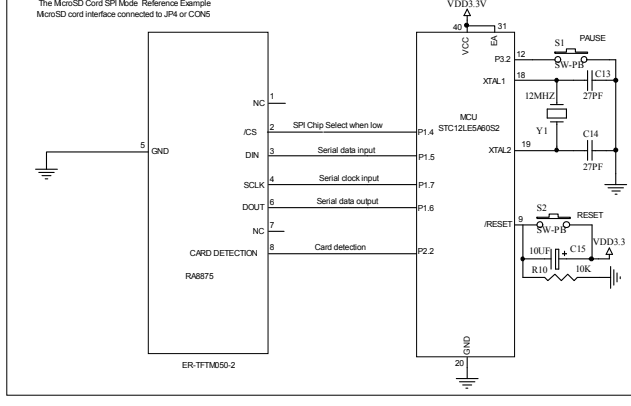 The MicroSD Cord SPI Mode Reference Example
MicroSD cord interface connected to JP4 or CON5
VDD3.3V
40
31
VCC
EA
S1
PAUSE
P3.2
12
SW-PB
XTAL1
18
C13
27PF
12MHZ
Y1
MCU
STC12LE5A60S2
XTAL2
19
C14
27PF
NC
1
/CS
2
SPI Chip Select when low
P1.4
5
GND
DIN
3
Serial data input
P1.5
SCLK
4
Serial clock input
P1.7
DOUT
6
Serial data output
P1.6
NC
7
CARD DETECTION
8
Card detection
P2.2
RA8875
S2
RESET
/RESET
9
SW-PB
VDD3.3
10UF
+
C15
R10
10K
GND
20
ER-TFTM050-2